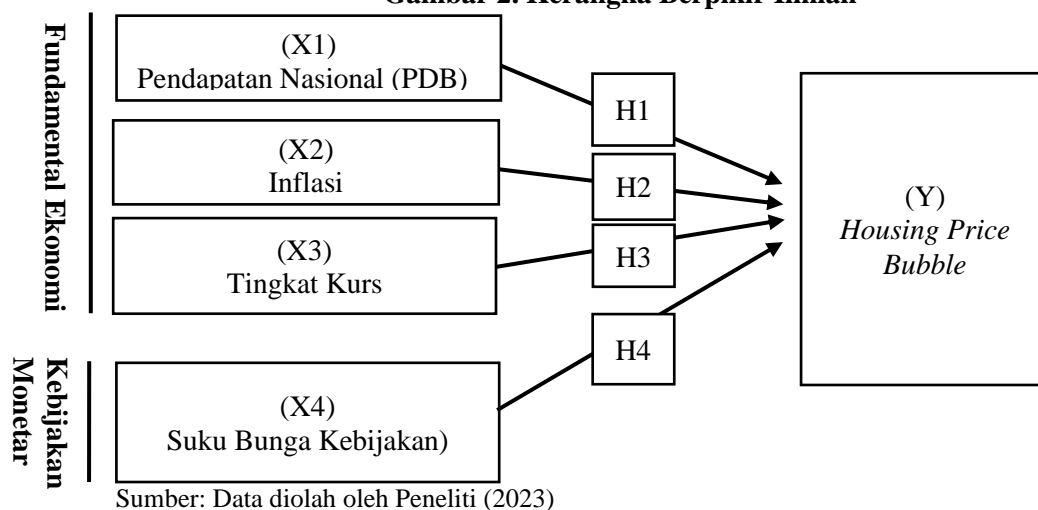 Gambar 2. Kerangka Berpikir Ilmiah
Fundamental Ekonomi
(X1)
Pendapatan Nasional (PDB)
(X2)
Inflasi
(X3)
Tingkat Kurs
Kebijakan
Monetar
(X4)
Suku Bunga Kebijakan)
H1
H2
H3
H4
(Y)
Housing Price
Bubble
Sumber: Data diolah oleh Peneliti (2023)